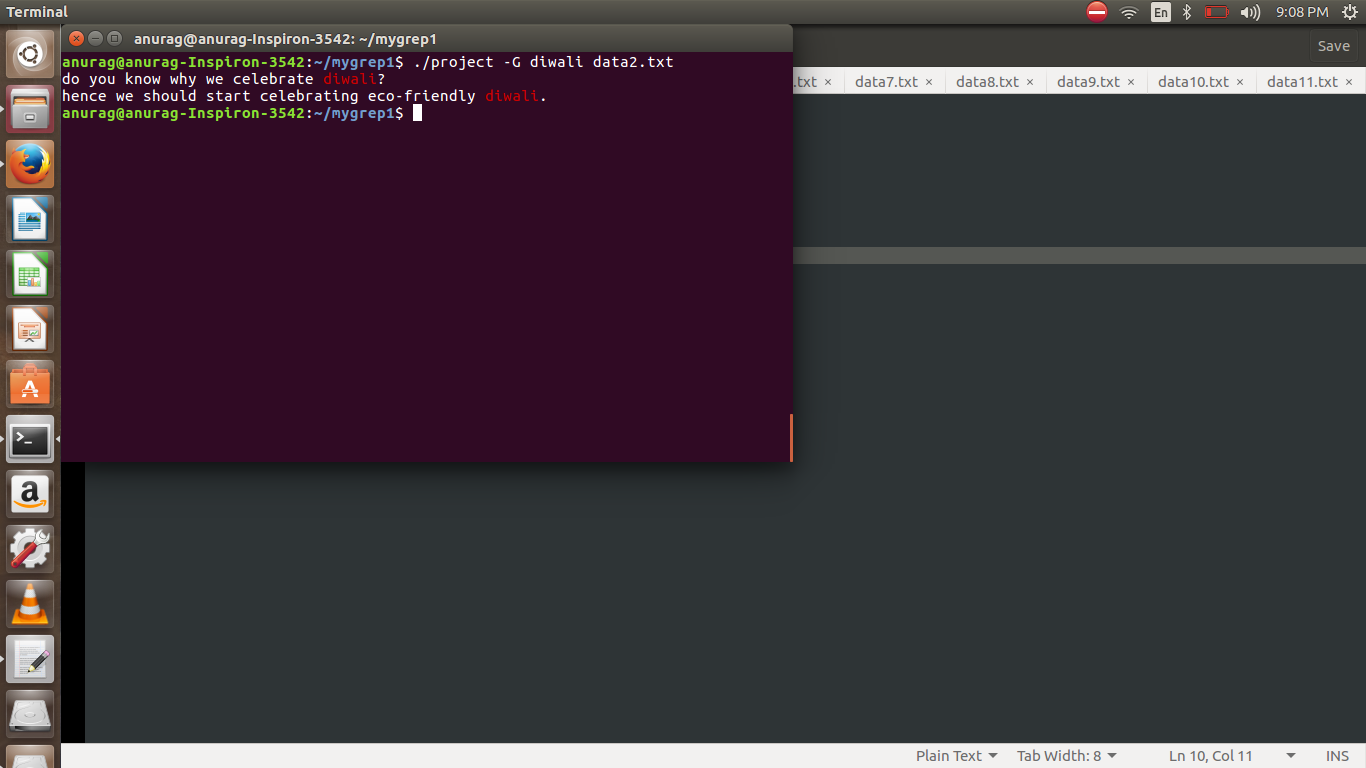 Terminal
En
9:08 PM
anurag@anurag-Inspiron-3542: ~/mygrep1
Save
anurag@anurag-Inspiron-3542:~/mygrep1$ ./project -G diwali data2.txt
do you know why we celebrate diwali?
hence we should start celebrating eco-friendly diwali.
anurag@anurag-Inspiron-3542:~/mygrep1$
.txt × data7.txt × data8.txt × data9.txt × data10.txt × data11.txt ×
Plain Text Tab Width: 8 Ln 10, Col 11 INS